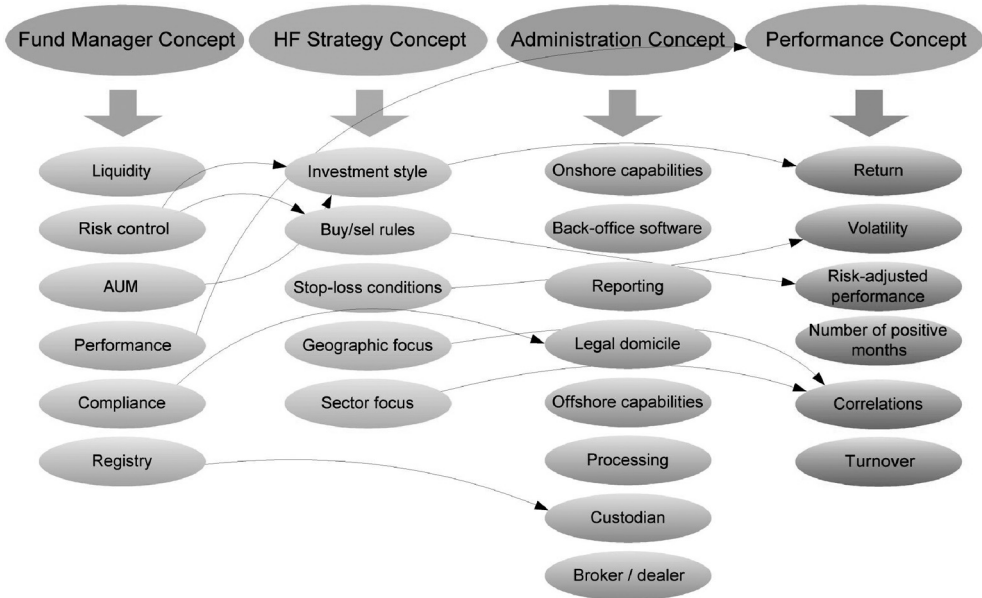 Fund Manager Concept
HF Strategy Concept
Administration Concept
Performance Concept
Liquidity
Risk control
AUM
Performance
Compliance
Registry
Investment style
Buy/sel rules
Stop-loss conditions
Geographic focus
Sector focus
Onshore capabilities
Back-office software
Reporting
Legal domicile
Offshore capabilities
Processing
Custodian
Broker / dealer
Return
Volatility
Risk-adjusted
performance
Number of positive
months
Correlations
Turnover